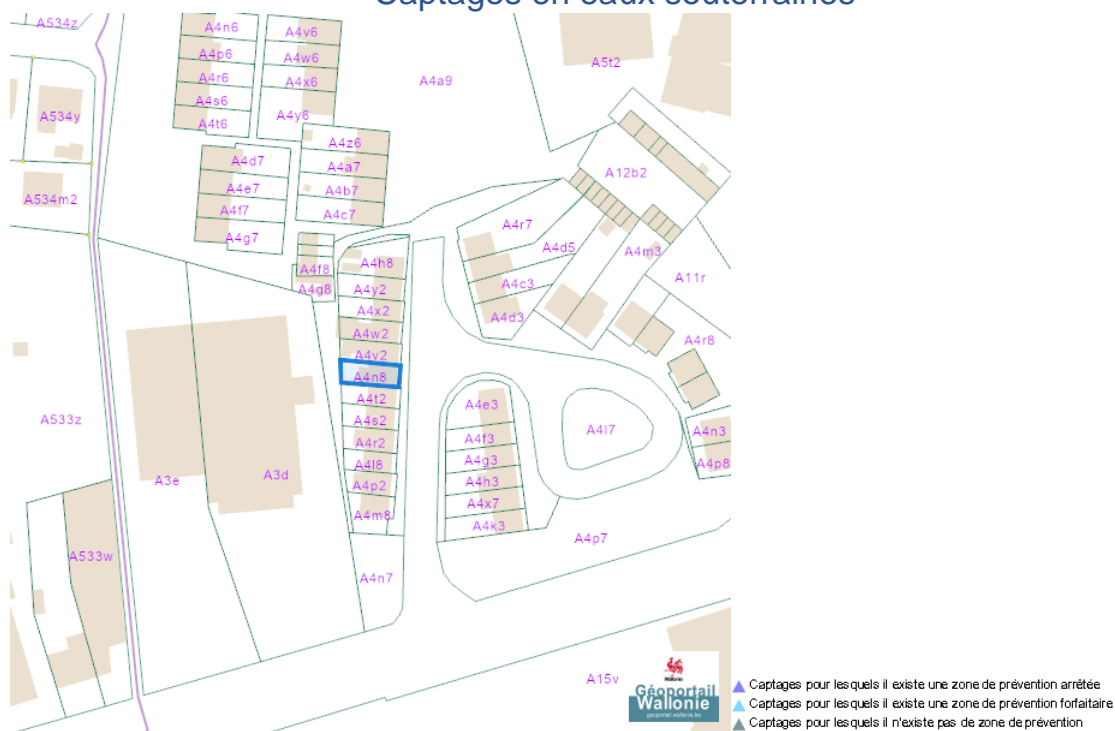 Captages en eaux souterraines
A534z
A4n6
A4v6
A4p6
A4w6
A5t2
A4r6
A4x6
A4a9
A4s6
A534y
A4y6
A4t6
A4z6
A4d7
A4a7
A12b2
A4e7
A4b7
A534m2
A4f7
A4c7
A4r7
A4g7
A4d5
A4m3
A4h8
A4f8
A11r
A4g8
A4y2
A4c3
A4x2
A4d3
A4w2
A4r8
A4v2
A4n8
A4t2
A4e3
A533z
A4s2
A4l7
A4n3
A4r2
A4f3
A4l8
A4g3
A4p8
A3e
A3d
A4p2
A4h3
A4m8
A4x7
A4k3
A4p7
A533w
A4n7
A15v
Wallonie
Géoportail
Wallonie
geoportail.wallonie.be
Captages pour lesquels il existe une zone de prévention arrêtée
Captages pour lesquels il existe une zone de prévention forfaitaire
Captages pour lesquels il n'existe pas de zone de prévention